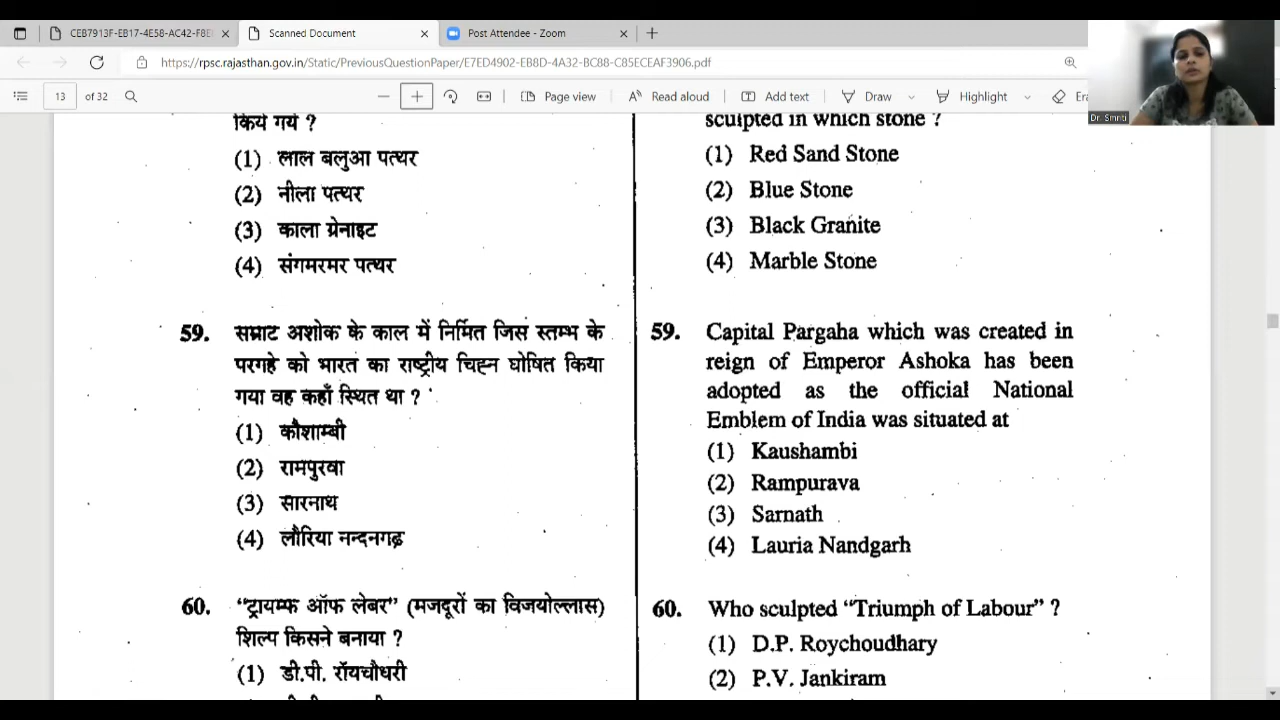 CEB7913F-EB17-4E58-AC42-F8E
Scanned Document
Post Attendee - Zoom
https://rpsc.rajasthan.gov.in/Static/PreviousQuestionPaper/E7ED4902-EB8D-4A32-BC88-C85ECEAF3906.pdf
13 of 32
Page view
Read aloud
Add text
Draw
Highlight
Era
Dr. Smriti
किये गये ?
(1) लाल बलुआ पत्थर
(2) नीला पत्थर
(3) काला ग्रेनाइट
(4) संगमरमर पत्थर
59. सम्राट अशोक के काल में निर्मित जिस स्तम्भ के
परगहे को भारत का राष्ट्रीय चिह्न घोषित किया
गया वह कहाँ स्थित था ?
(1) कौशाम्बी
(2) रामपुरवा
(3) सारनाथ
(4) लौरिया नन्दनगढ़
60. “ट्रायम्फ ऑफ लेबर” (मजदूरों का विजयोल्लास)
शिल्प किसने बनाया ?
(1) डी.पी. रॉयचौधरी
sculpted in which stone ?
(1) Red Sand Stone
(2) Blue Stone
(3) Black Granite
(4) Marble Stone
59. Capital Pargaha which was created in
reign of Emperor Ashoka has been
adopted as the official National
Emblem of India was situated at
(1) Kaushambi
(2) Rampurava
(3) Sarnath
(4) Lauria Nandgarh
60. Who sculpted “Triumph of Labour” ?
(1) D.P. Roychoudhary
(2) P.V. Jankiram